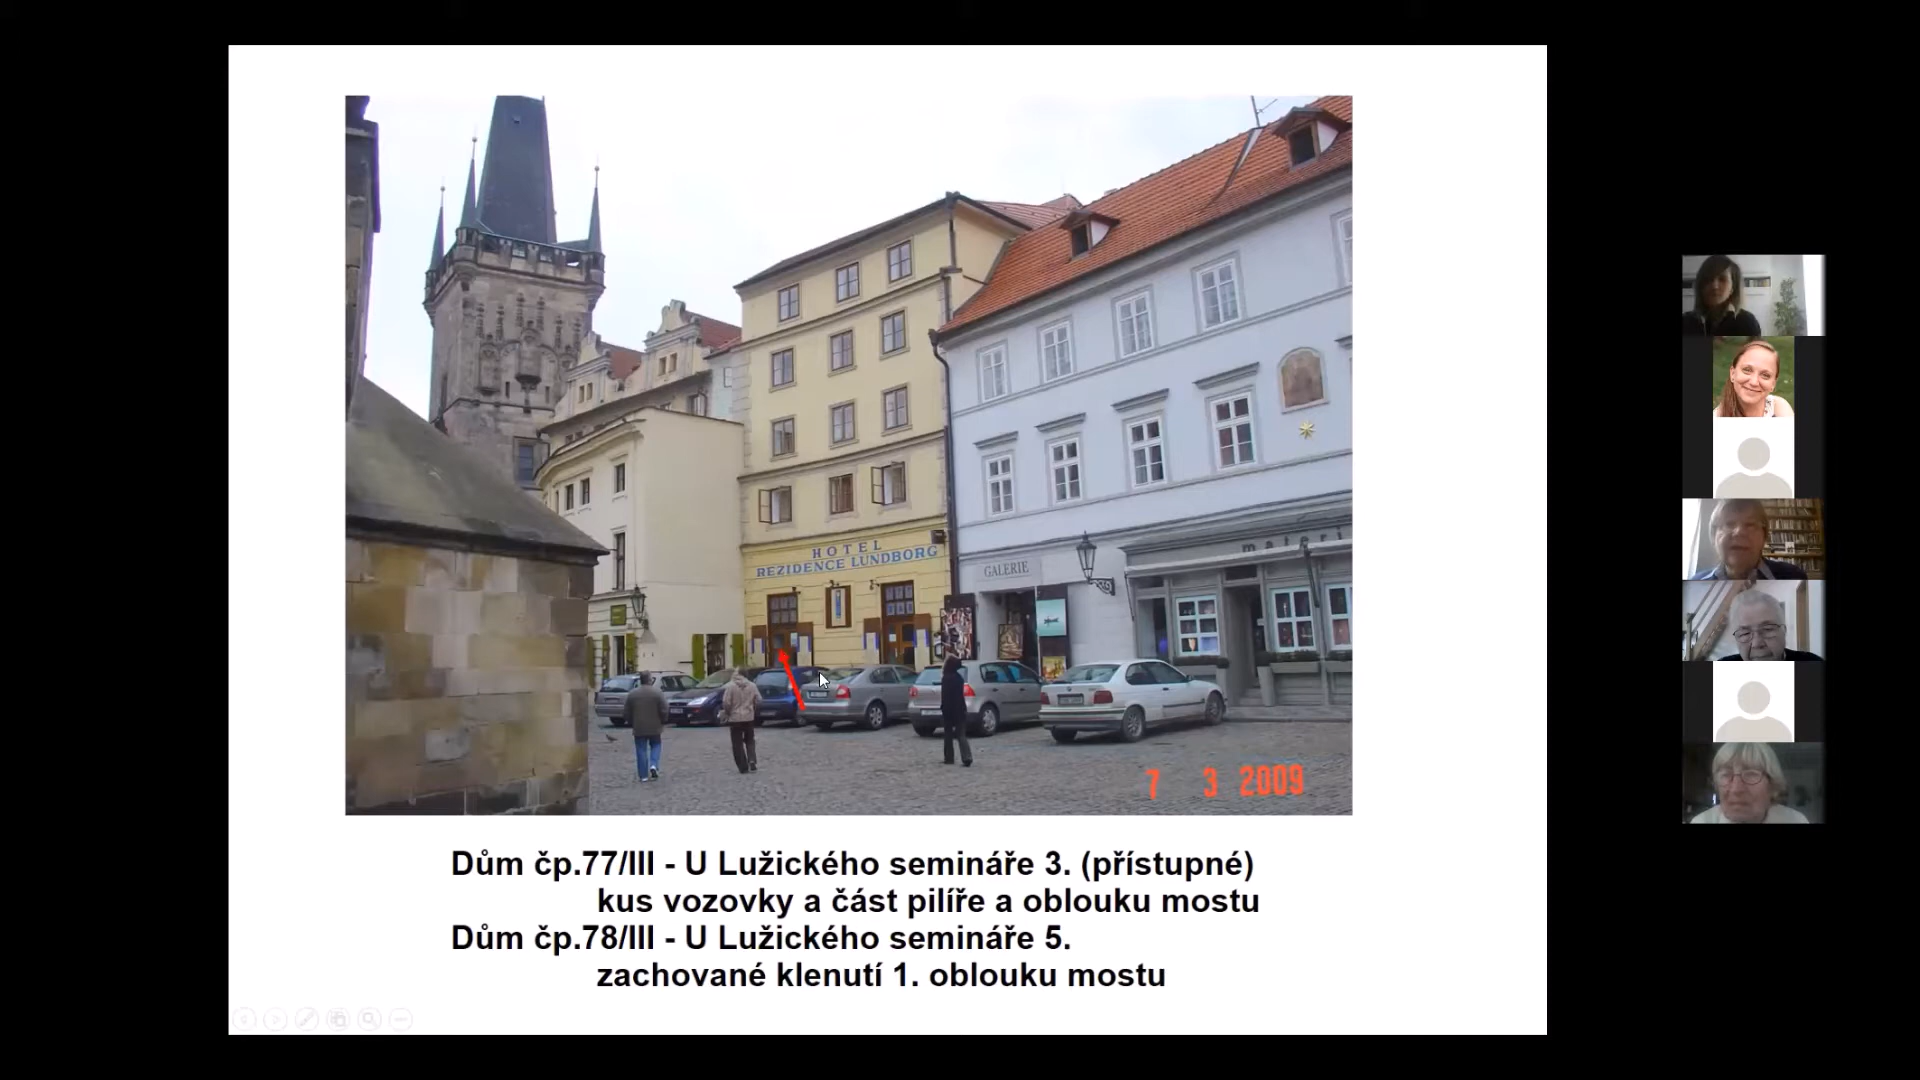 HOTEL
REZIDENCE LUNDBORG
GALERIE
materi
7 3 2009
Dům čp.77/III - U Lužického semináře 3. (přístupné)
kus vozovky a část pilíře a oblouku mostu
Dům čp.78/III - U Lužického semináře 5.
zachované klenutí 1. oblouku mostu